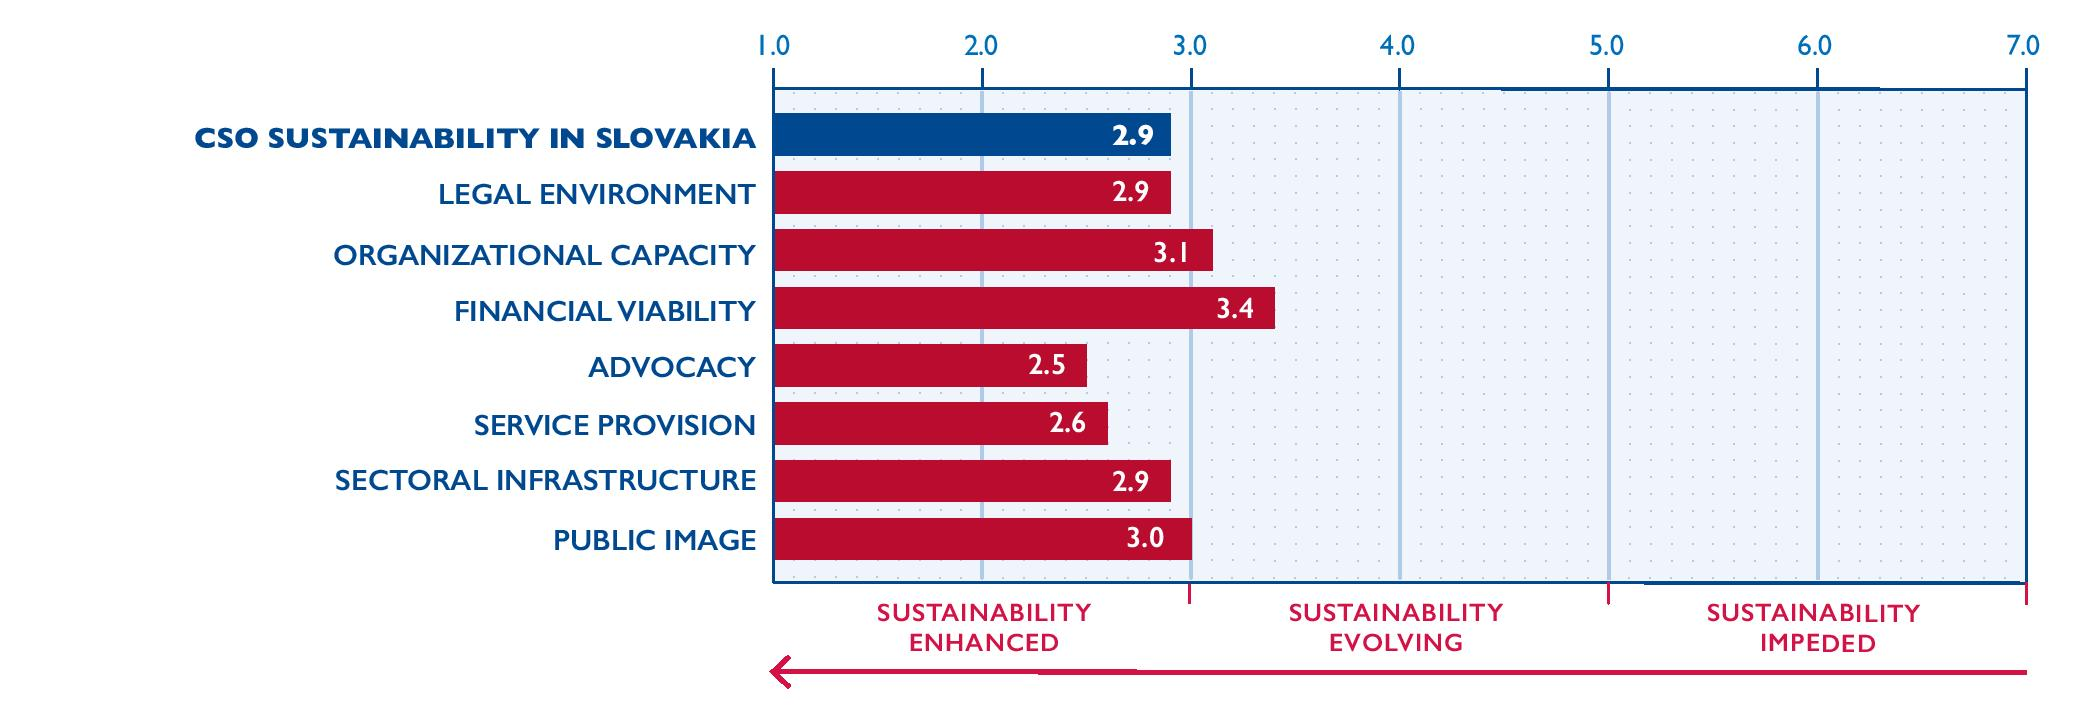 1.0 2.0 3.0 4.0 5.0 6.0 7.0
CSO SUSTAINABILITY IN SLOVAKIA 2.9
LEGAL ENVIRONMENT 2.9
ORGANIZATIONAL CAPACITY 3.1
FINANCIAL VIABILITY 3.4
ADVOCACY 2.5
SERVICE PROVISION 2.6
SECTORAL INFRASTRUCTURE 2.9
PUBLIC IMAGE 3.0
SUSTAINABILITY SUSTAINABILITY SUSTAINABILITY
ENHANCED EVOLVING IMPEDED